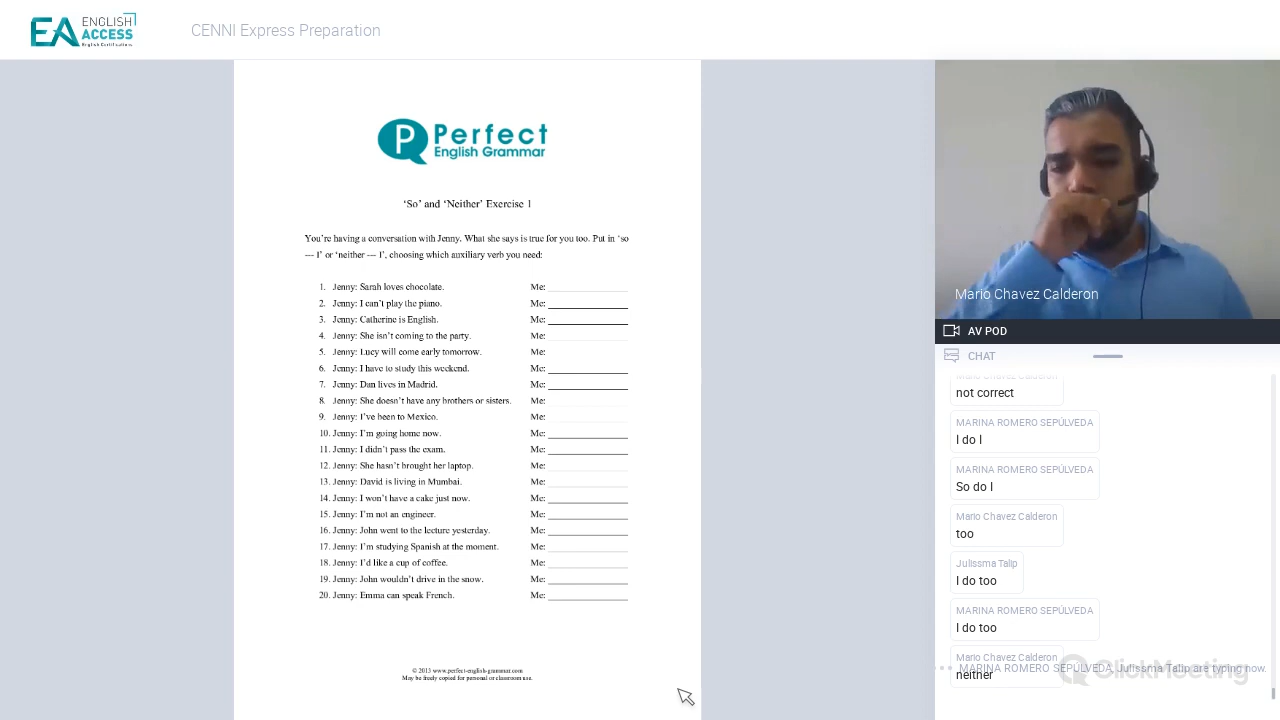 ENGLISH
EA ACCESS
English Certifications
CENNI Express Preparation
P Perfect
English Grammar
‘So’ and ‘Neither’ Exercise 1
You’re having a conversation with Jenny. What she says is true for you too. Put in ‘so
--- I’ or ‘neither --- I’, choosing which auxiliary verb you need:
1. Jenny: Sarah loves chocolate. Me:
2. Jenny: I can’t play the piano. Me:
3. Jenny: Catherine is English. Me:
4. Jenny: She isn’t coming to the party. Me:
5. Jenny: Lucy will come early tomorrow. Me:
6. Jenny: I have to study this weekend. Me:
7. Jenny: Dan lives in Madrid. Me:
8. Jenny: She doesn’t have any brothers or sisters. Me:
9. Jenny: I’ve been to Mexico. Me:
10. Jenny: I’m going home now. Me:
11. Jenny: I didn’t pass the exam. Me:
12. Jenny: She hasn’t brought her laptop. Me:
13. Jenny: David is living in Mumbai. Me:
14. Jenny: I won’t have a cake just now. Me:
15. Jenny: I’m not an engineer. Me:
16. Jenny: John went to the lecture yesterday. Me:
17. Jenny: I’m studying Spanish at the moment. Me:
18. Jenny: I’d like a cup of coffee. Me:
19. Jenny: John wouldn’t drive in the snow. Me:
20. Jenny: Emma can speak French. Me:
© 2013 www.perfect-english-grammar.com
May be freely copied for personal or classroom use.
Mario Chavez Calderon
AV POD
CHAT
Mario Chavez Calderon
not correct
MARINA ROMERO SEPÚLVEDA
I do I
MARINA ROMERO SEPÚLVEDA
So do I
Mario Chavez Calderon
too
Julissma Talip
I do too
MARINA ROMERO SEPÚLVEDA
I do too
Mario Chavez Calderon
neither
MARINA ROMERO SEPÚLVEDA, Julissma Talip are typing now.
ClickMeeting